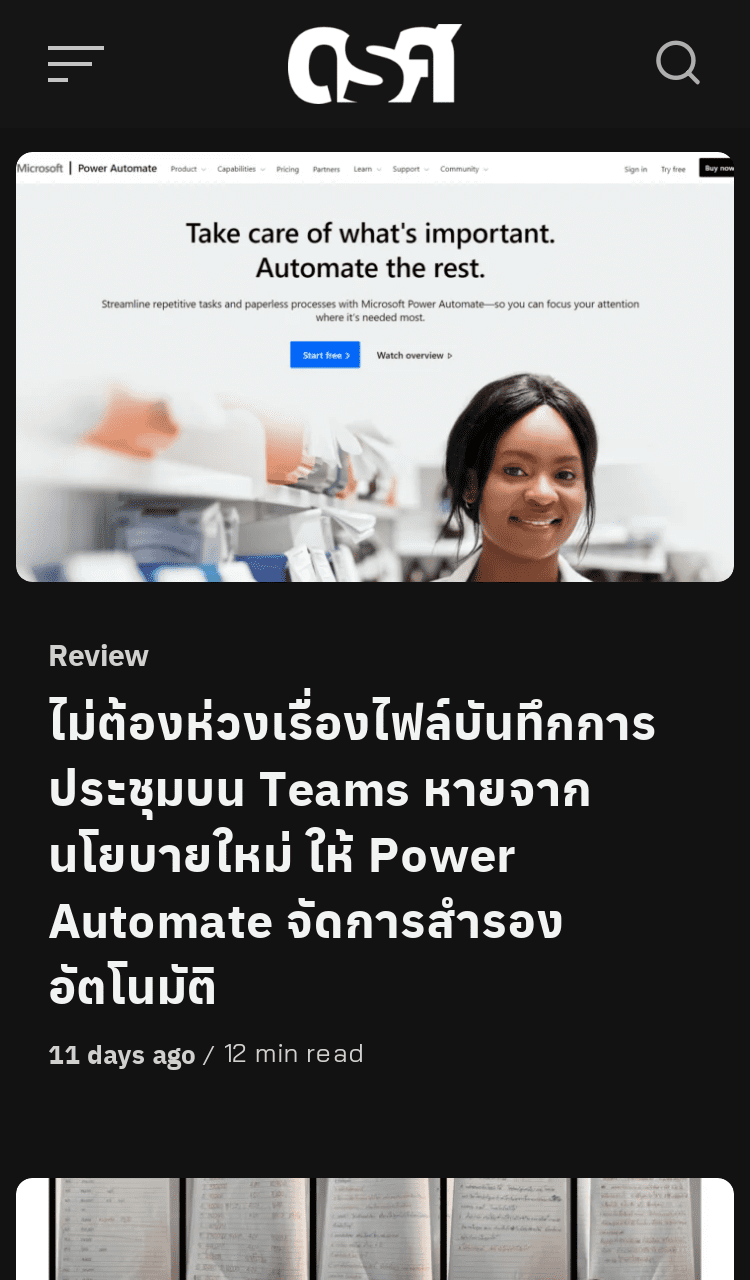 ดรศ
Microsoft | Power Automate Product Capabilities Pricing Partners Learn Support Community Sign in Try free Buy now
Take care of what's important.
Automate the rest.
Streamline repetitive tasks and paperless processes with Microsoft Power Automate—so you can focus your attention
where it's needed most.
Start free Watch overview
Review
ไม่ต้องห่วงเรื่องไฟล์บันทึกการ
ประชุมบน Teams หายจาก
นโยบายใหม่ ให้ Power
Automate จัดการสำรอง
อัตโนมัติ
11 days ago / 12 min read